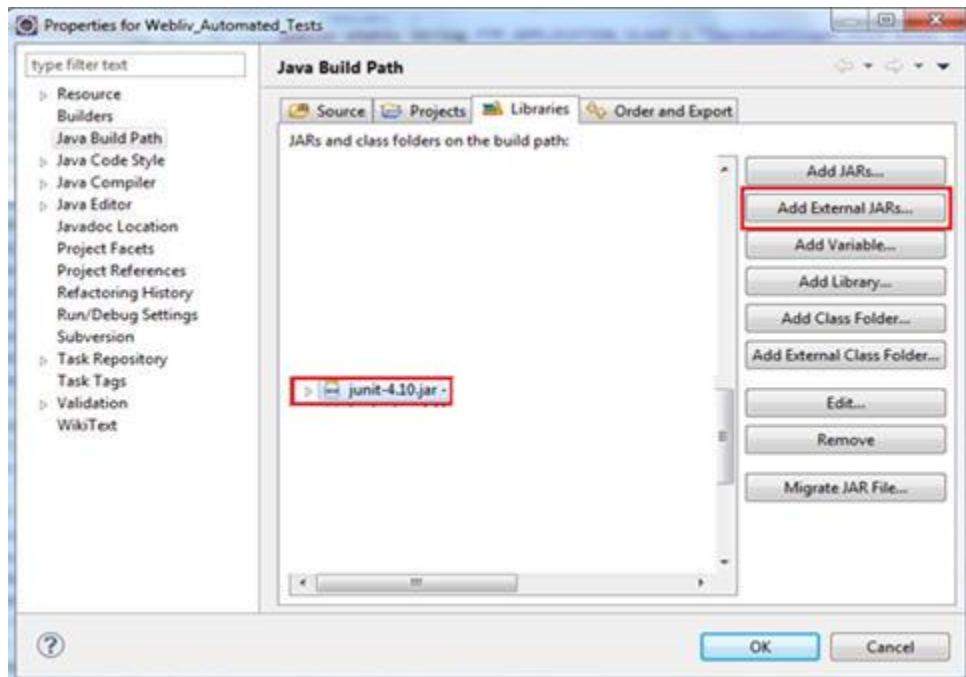 Properties for Webliv_Automated_Tests
type filter text
Resource
Builders
Java Build Path
Java Code Style
Java Compiler
Java Editor
Javadoc Location
Project Facets
Project References
Refactoring History
Run/Debug Settings
Subversion
Task Repository
Task Tags
Validation
WikiText
Java Build Path
Source Projects Libraries Order and Export
JARs and class folders on the build path:
junit-4.10.jar -
Add JARs...
Add External JARs...
Add Variable...
Add Library...
Add Class Folder...
Add External Class Folder...
Edit...
Remove
Migrate JAR File...
OK Cancel